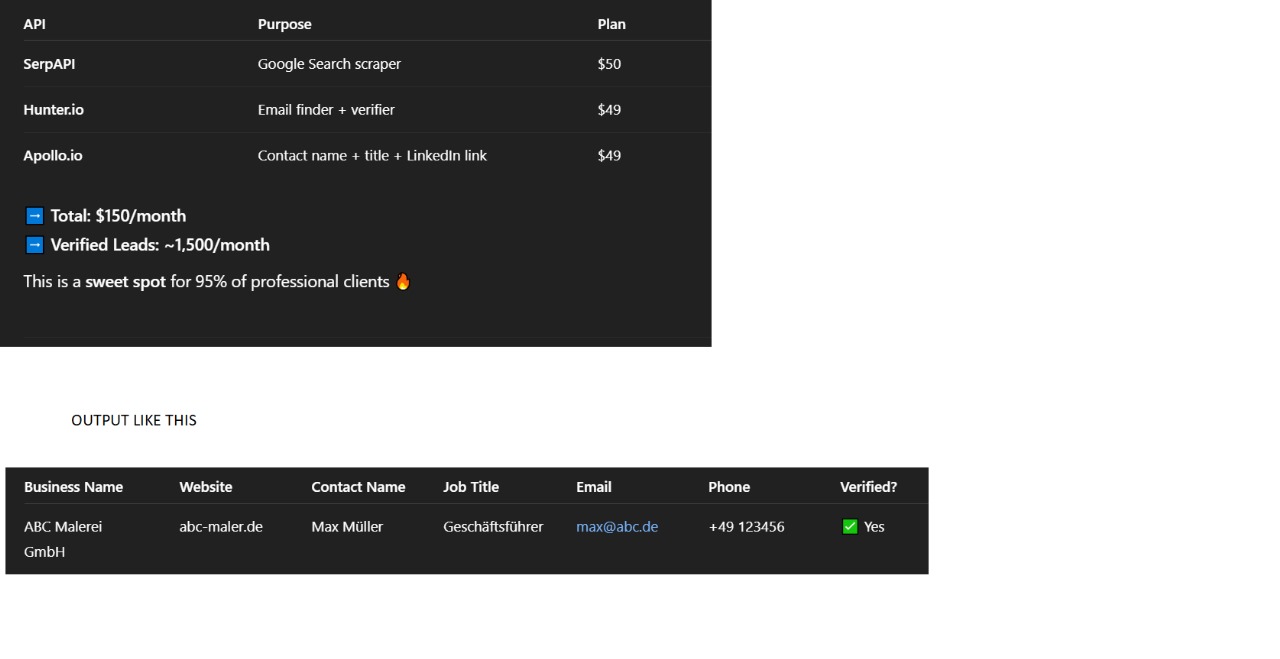 API Purpose Plan
SerpAPI Google Search scraper $50
Hunter.io Email finder + verifier $49
Apollo.io Contact name + title + LinkedIn link $49
➡️ Total: $150/month
➡️ Verified Leads: ~1,500/month
This is a sweet spot for 95% of professional clients 🔥
OUTPUT LIKE THIS
Business Name Website Contact Name Job Title Email Phone Verified?
ABC Malerei abc-maler.de Max Müller Geschäftsführer max@abc.de +49 123456 ✅ Yes
GmbH